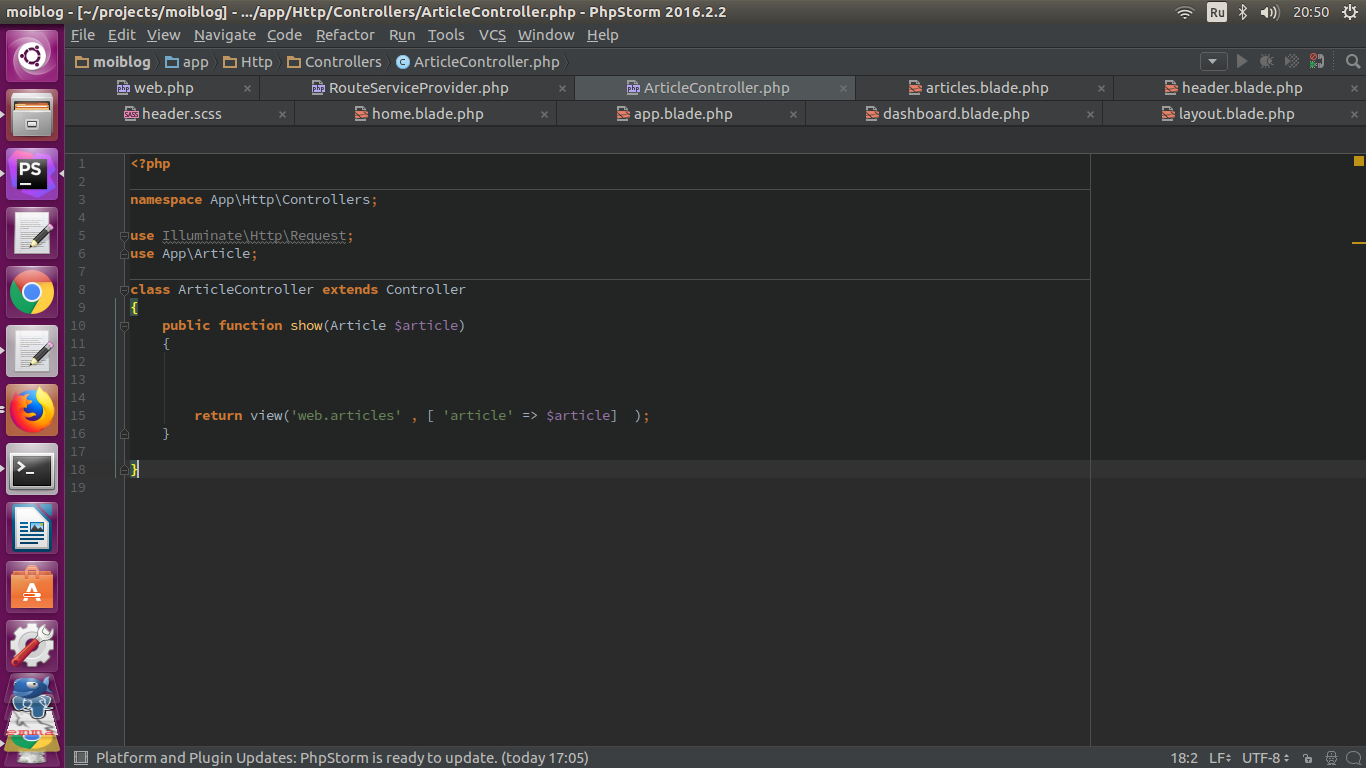 moiblog - [~/projects/moiblog] - .../app/Http/Controllers/ArticleController.php - PhpStorm 2016.2.2
Ru
20:50
File Edit View Navigate Code Refactor Run Tools VCS Window Help
moiblog app Http Controllers ArticleController.php
web.php RouteServiceProvider.php ArticleController.php articles.blade.php header.blade.php
header.scss home.blade.php app.blade.php dashboard.blade.php layout.blade.php
1 <?php
2
3 namespace App\Http\Controllers;
4
5 use Illuminate\Http\Request;
6 use App\Article;
7
8 class ArticleController extends Controller
9 {
10 public function show(Article $article)
11 {
12
13
14
15 return view('web.articles' , [ 'article' => $article]  );
16 }
17
18 }
19
PS
Platform and Plugin Updates: PhpStorm is ready to update. (today 17:05)
18:2 LF UTF-8